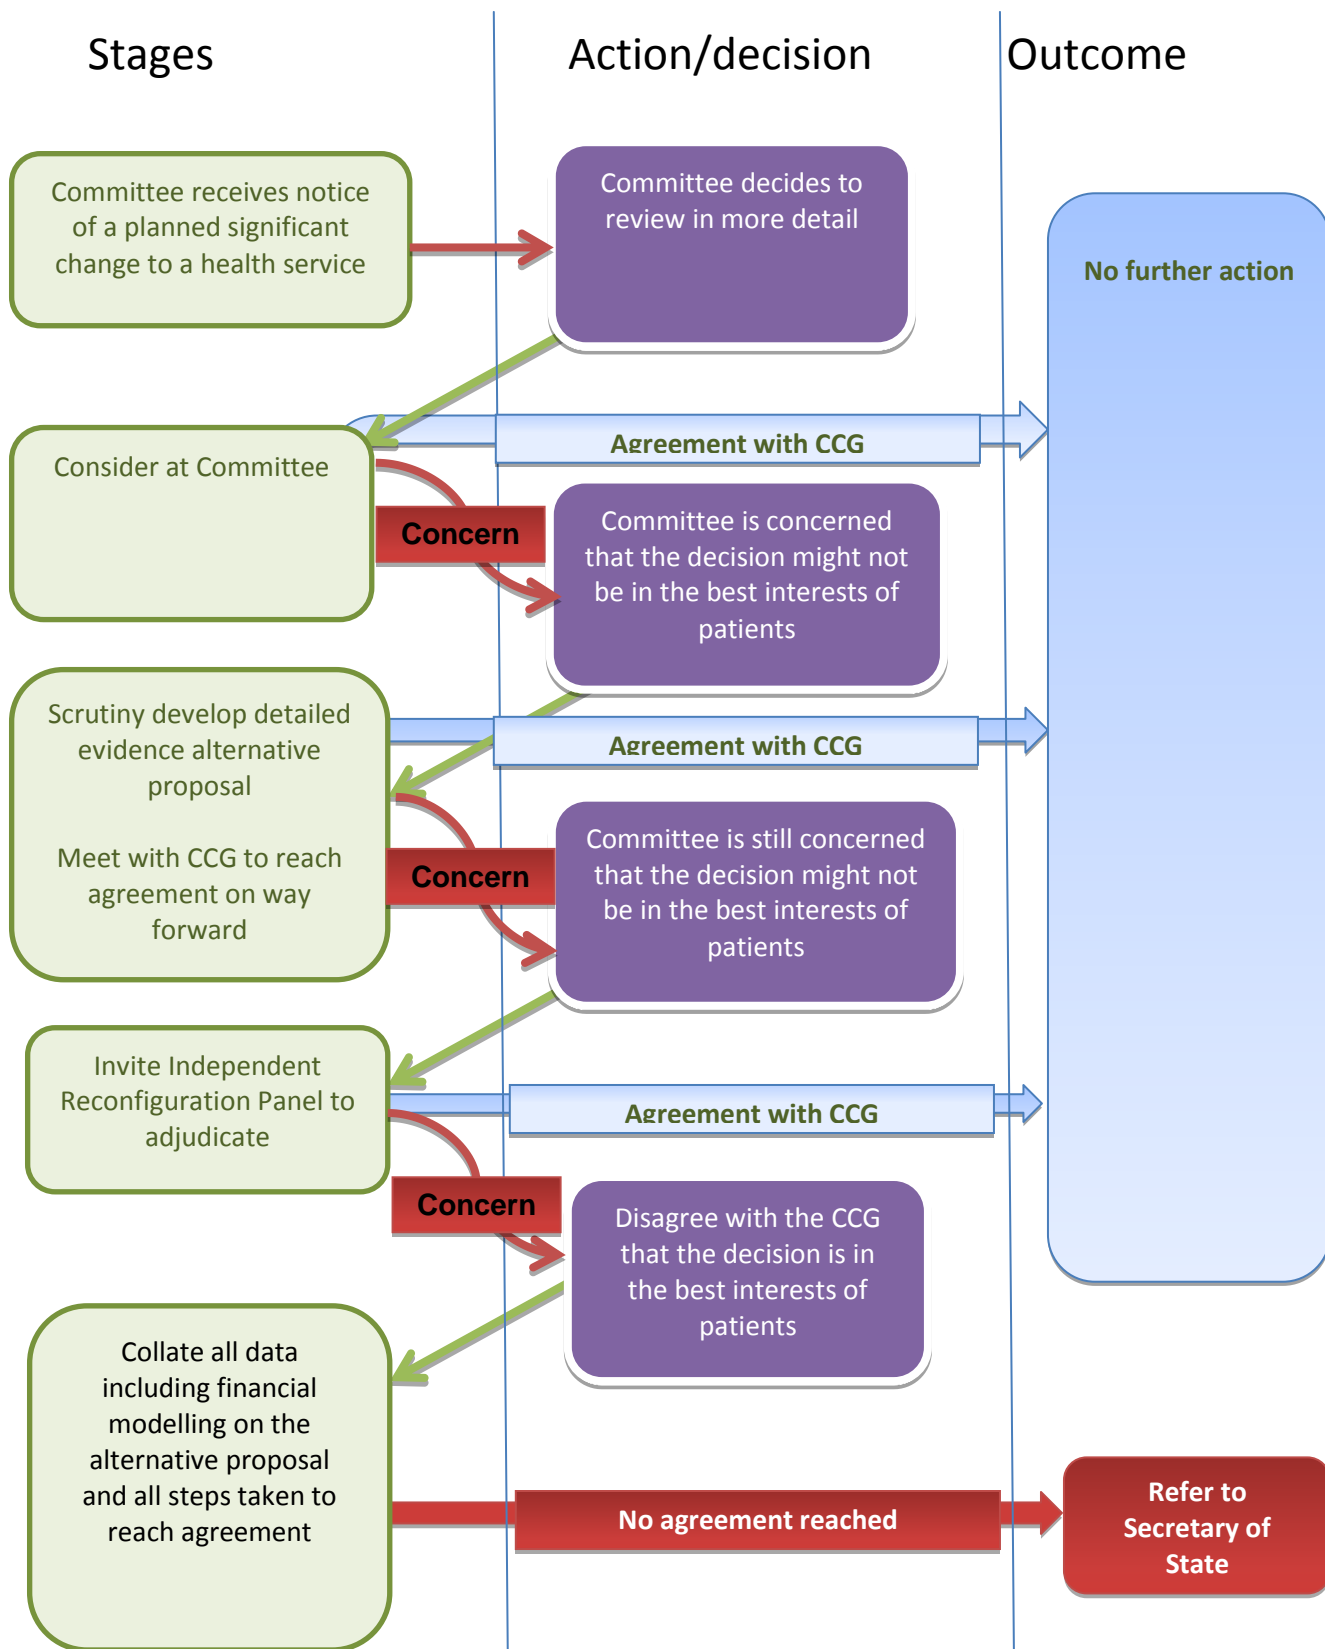 Stages
Action/decision
Outcome
Committee receives notice
of a planned significant
change to a health service
Committee decides to
review in more detail
No further action
Agreement with CCG
Consider at Committee
Concern
Committee is concerned
that the decision might not
be in the best interests of
patients
Scrutiny develop detailed
evidence alternative
proposal
Meet with CCG to reach
agreement on way
forward
Agreement with CCG
Concern
Committee is still concerned
that the decision might not
be in the best interests of
patients
Invite Independent
Reconfiguration Panel to
adjudicate
Agreement with CCG
Concern
Disagree with the CCG
that the decision is in
the best interests of
patients
Collate all data
including financial
modelling on the
alternative proposal
and all steps taken to
reach agreement
No agreement reached
Refer to
Secretary of
State